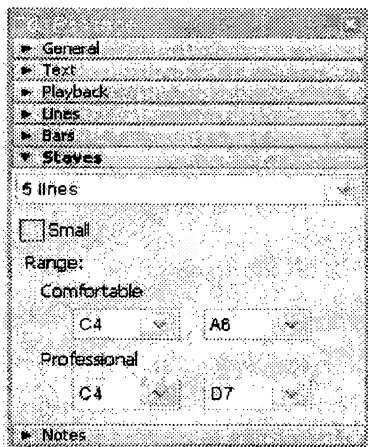 General
Text
Playback
Lines
Bars
Staves
5 lines
Small
Range:
Comfortable
C4 A6
Professional
C4 D7
Notes